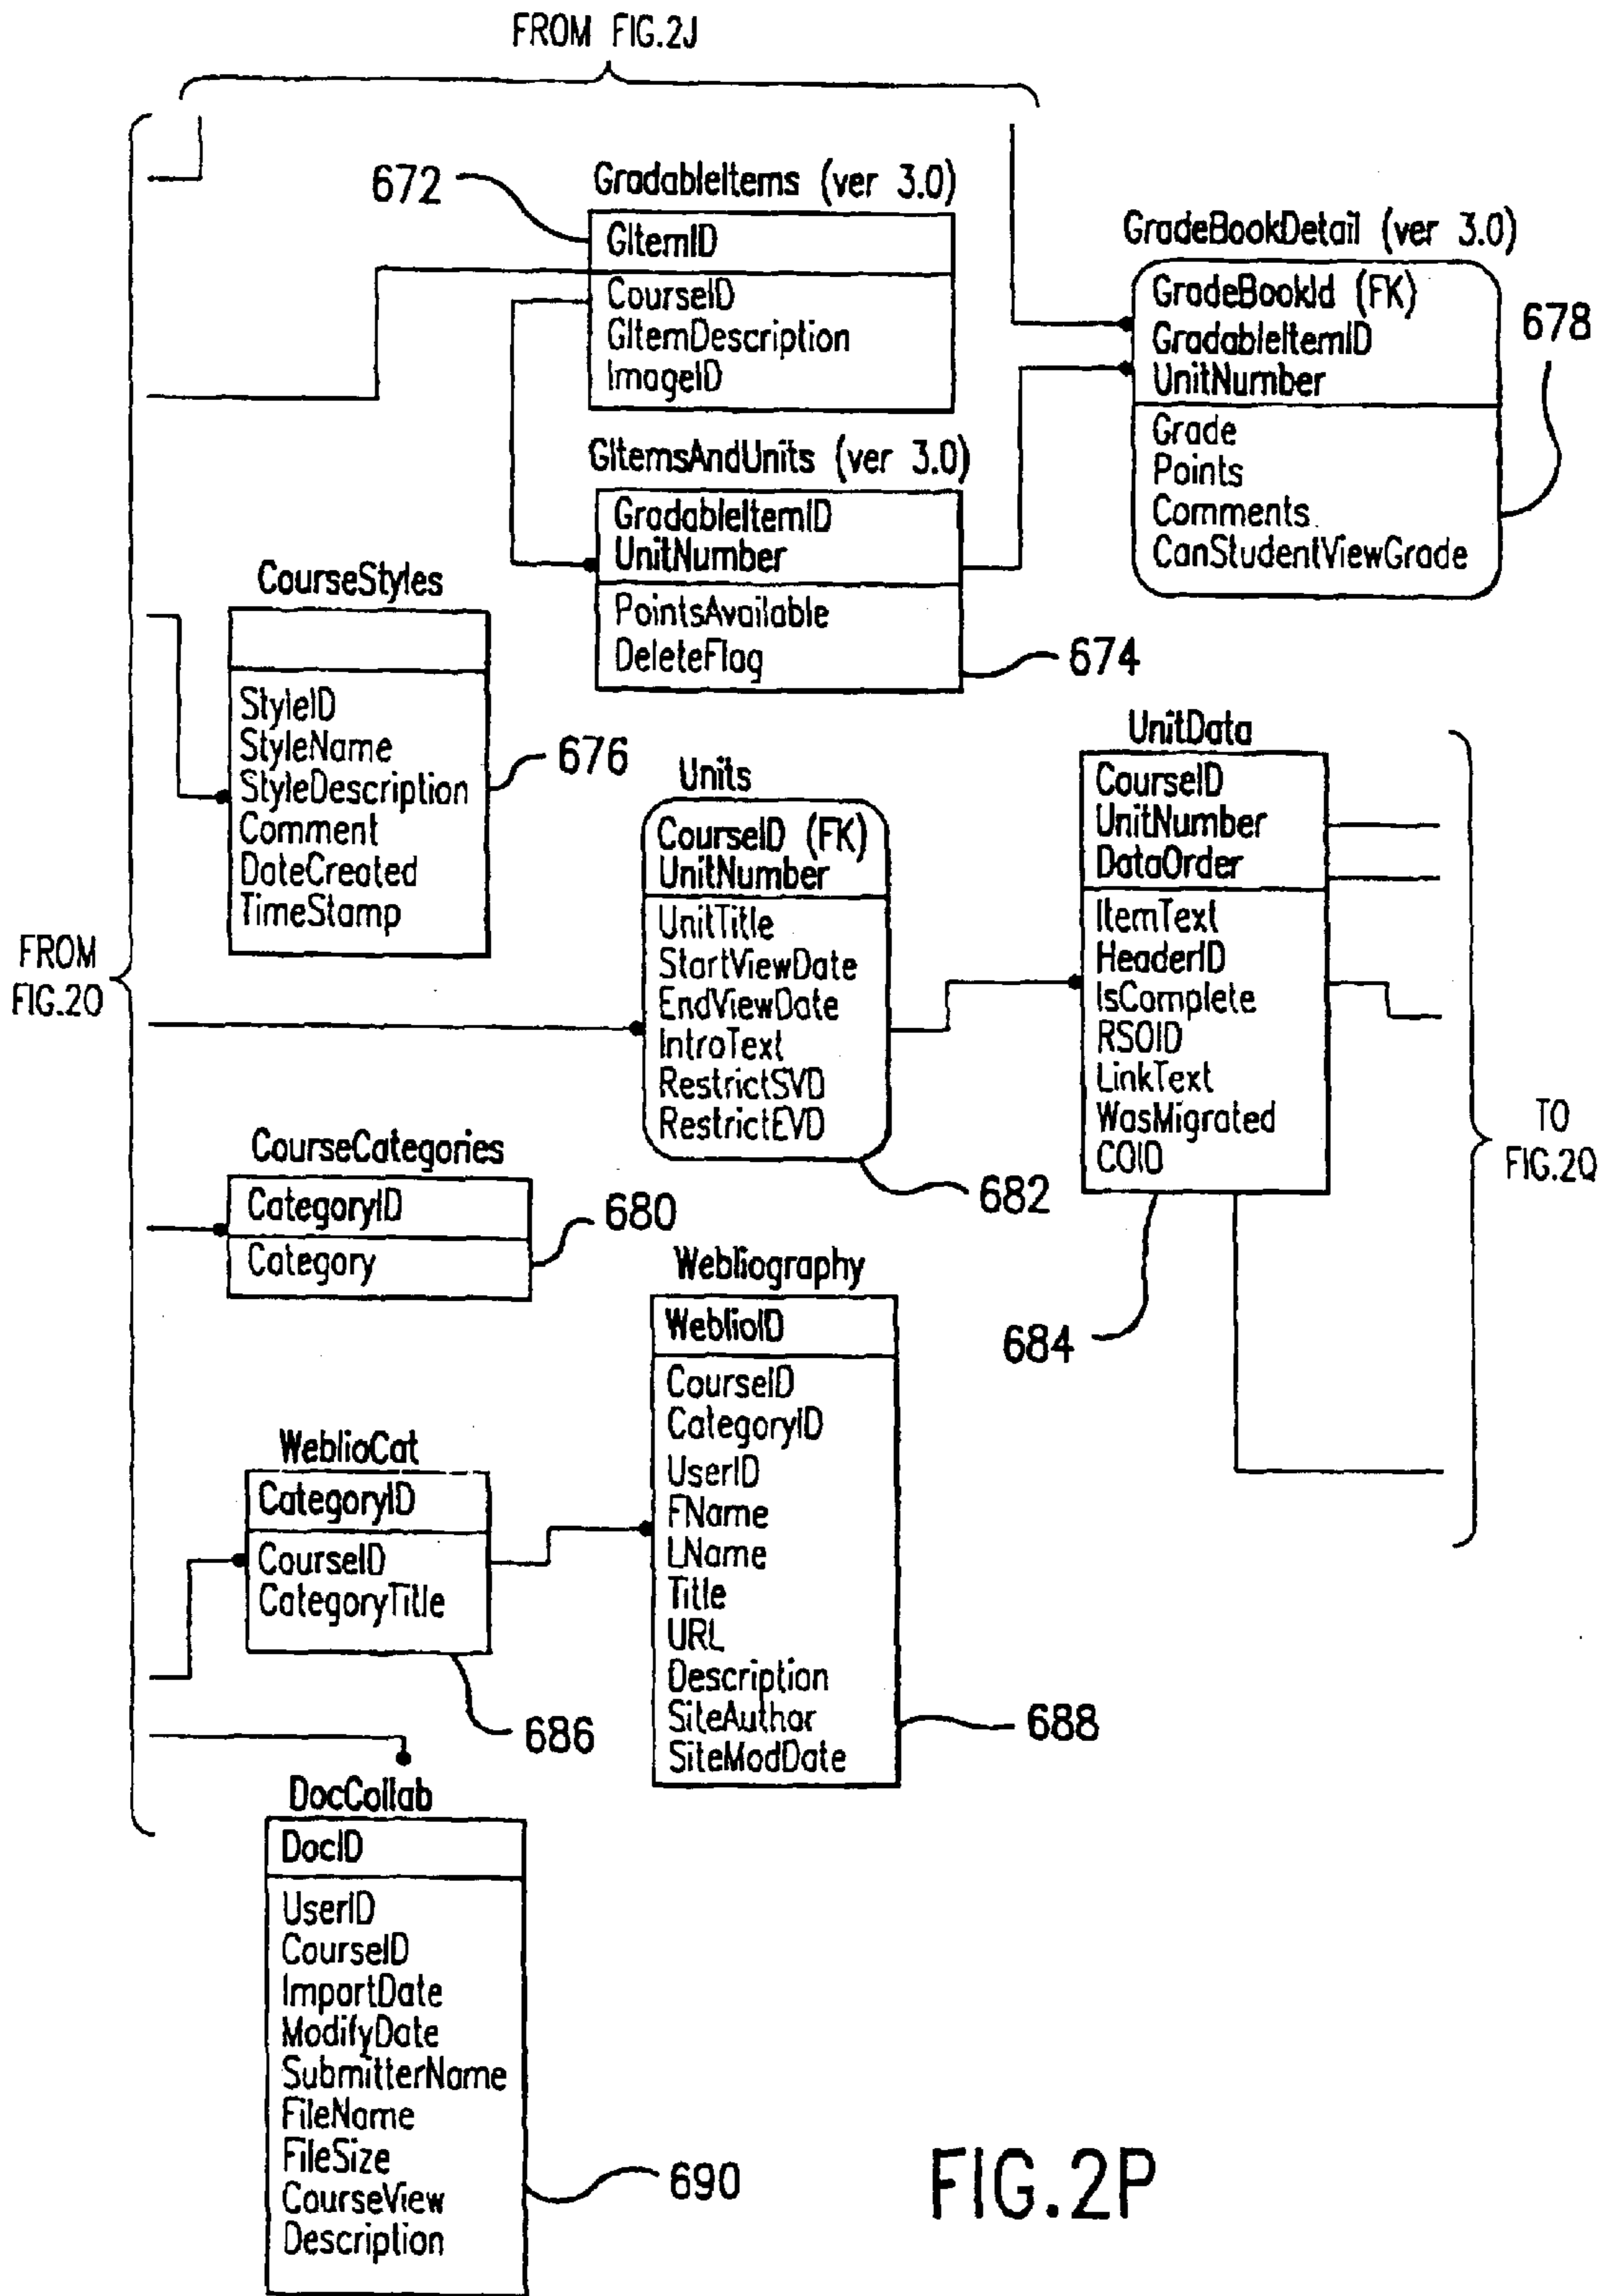 FROM FIG.2J
672
GradableItems (ver 3.0)
GItemID
CourseID
GItemDescription
ImageID
GradeBookDetail (ver 3.0)
GradeBookId (FK)
GradableItemID
UnitNumber
Grade
Points
Comments
CanStudentViewGrade
678
GItemsAndUnits (ver 3.0)
GradableItemID
UnitNumber
PointsAvailable
DeleteFlag
674
CourseStyles
StyleID
StyleName
StyleDescription
Comment
DateCreated
TimeStamp
676
FROM
FIG.2O
Units
CourseID (FK)
UnitNumber
UnitTitle
StartViewDate
EndViewDate
IntroText
RestrictSVD
RestrictEVD
682
UnitData
CourseID
UnitNumber
DataOrder
ItemText
HeaderID
IsComplete
RSOID
LinkText
WasMigrated
COID
684
TO
FIG.2Q
CourseCategories
CategoryID
Category
680
Webliography
WeblioID
CourseID
CategoryID
UserID
FName
LName
Title
URL
Description
SiteAuthor
SiteModDate
688
WeblioCat
CategoryID
CourseID
CategoryTitle
686
DocCollab
DocID
UserID
CourseID
ImportDate
ModifyDate
SubmitterName
FileName
FileSize
CourseView
Description
690
FIG.2P